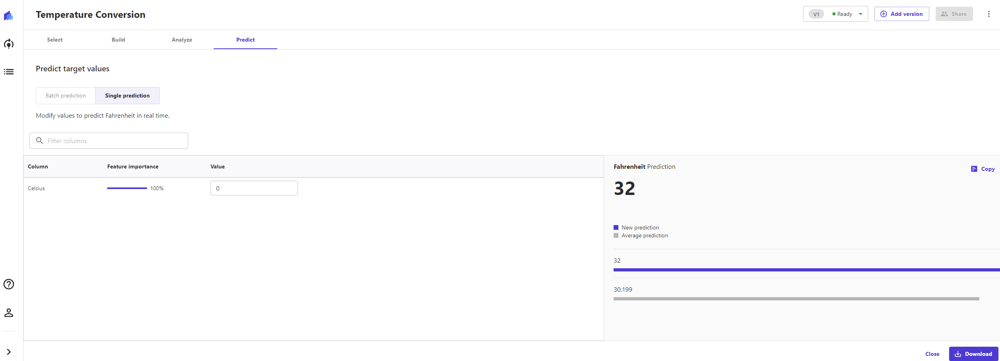 Temperature Conversion
V1 Ready
Add version
Share
Select Build Analyze Predict
Predict target values
Batch prediction Single prediction
Modify values to predict Fahrenheit in real time.
Filter columns
Column Feature importance Value
Celsius 100% 0
Fahrenheit Prediction
Copy
32
New prediction
Average prediction
32
30.199
Close Download